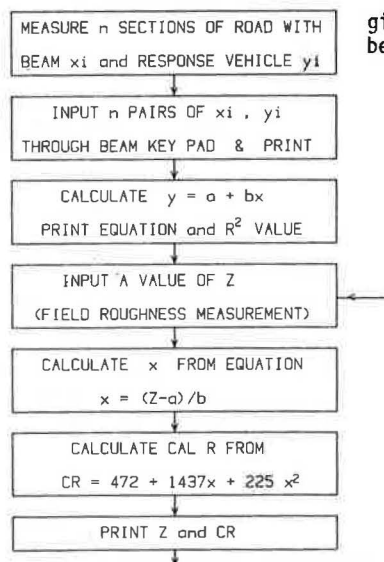 MEASURE n SECTIONS OF ROAD WITH
BEAM xi and RESPONSE VEHICLE yi
INPUT n PAIRS OF xi , yi
THROUGH BEAM KEY PAD & PRINT
CALCULATE y = a + bx
PRINT EQUATION and R² VALUE
INPUT A VALUE OF Z
(FIELD ROUGHNESS MEASUREMENT)
CALCULATE x FROM EQUATION
x = (Z-a)/b
CALCULATE CAL R FROM
CR = 472 + 1437x + 225 x²
PRINT Z and CR